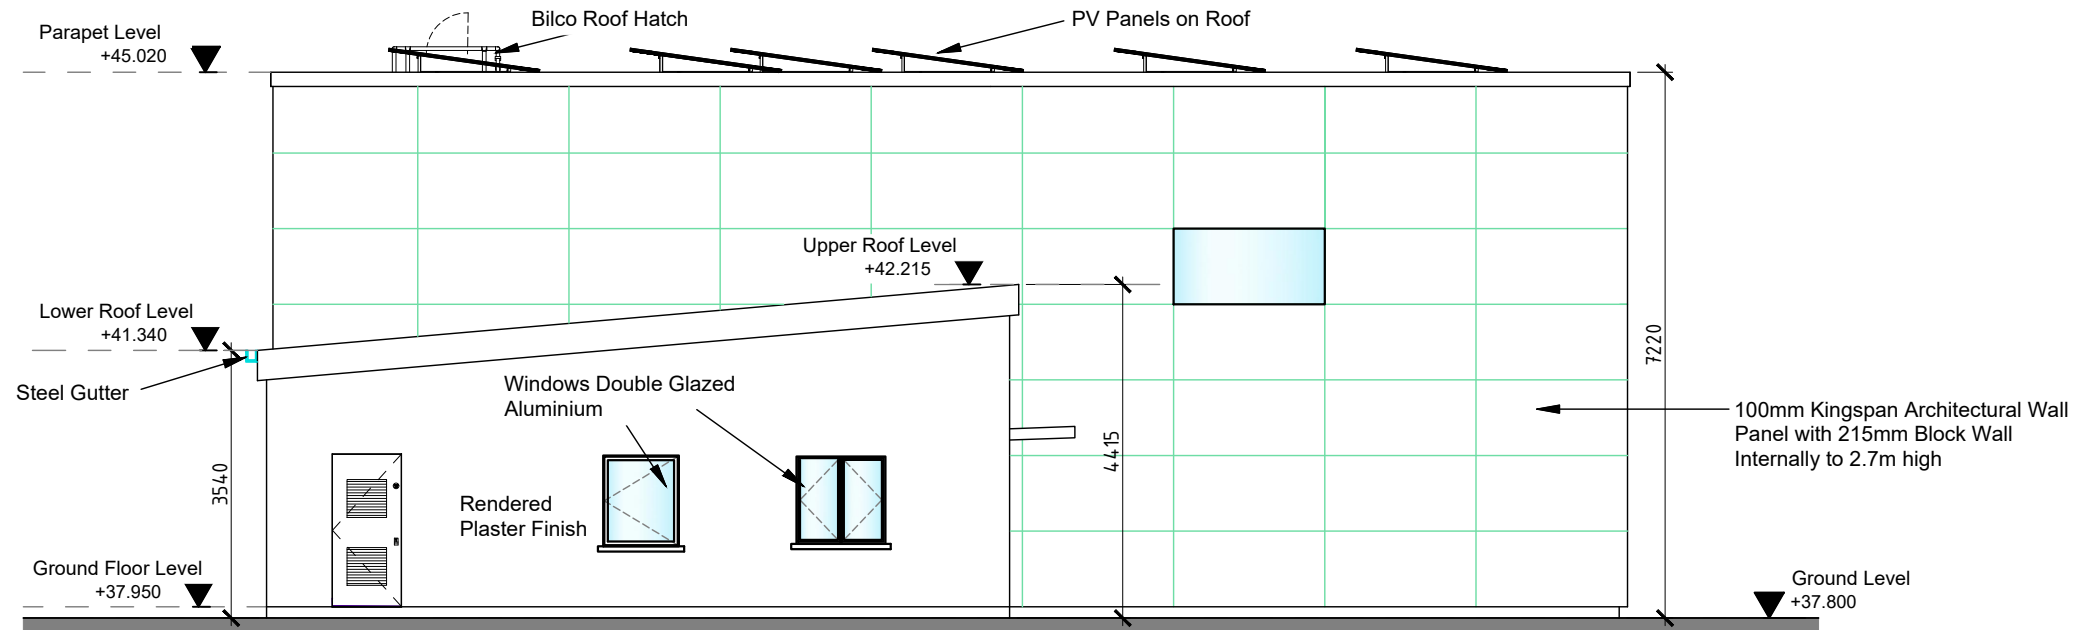 Bilco Roof Hatch
PV Panels on Roof
Parapet Level
+45.020
Upper Roof Level
+42.215
Lower Roof Level
+41.340
Steel Gutter
Windows Double Glazed
Aluminium
7220
100mm Kingspan Architectural Wall
Panel with 215mm Block Wall
Internally to 2.7m high
4415
3540
Rendered
Plaster Finish
Ground Floor Level
+37.950
Ground Level
+37.800